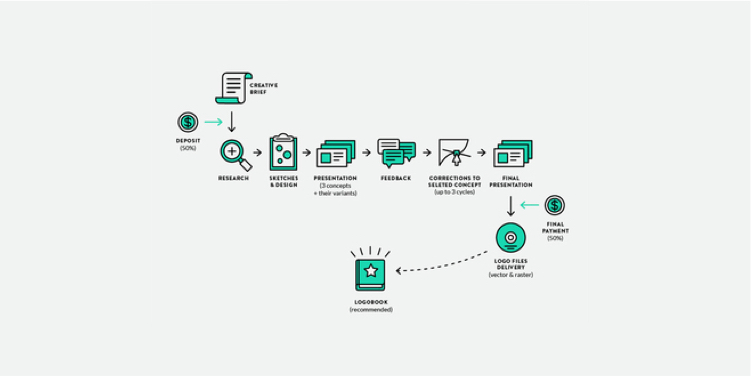 CREATIVE
BRIEF
DEPOSIT
(50%)
RESEARCH
SKETCHES
& DESIGN
PRESENTATION
(3 concepts
+ their variants)
FEEDBACK
CORRECTIONS TO
SELETED CONCEPT
(up to 3 cycles)
FINAL
PRESENTATION
FINAL
PAYMENT
(50%)
LOGO FILES
DELIVERY
(vector & raster)
LOGOBOOK
(recommended)